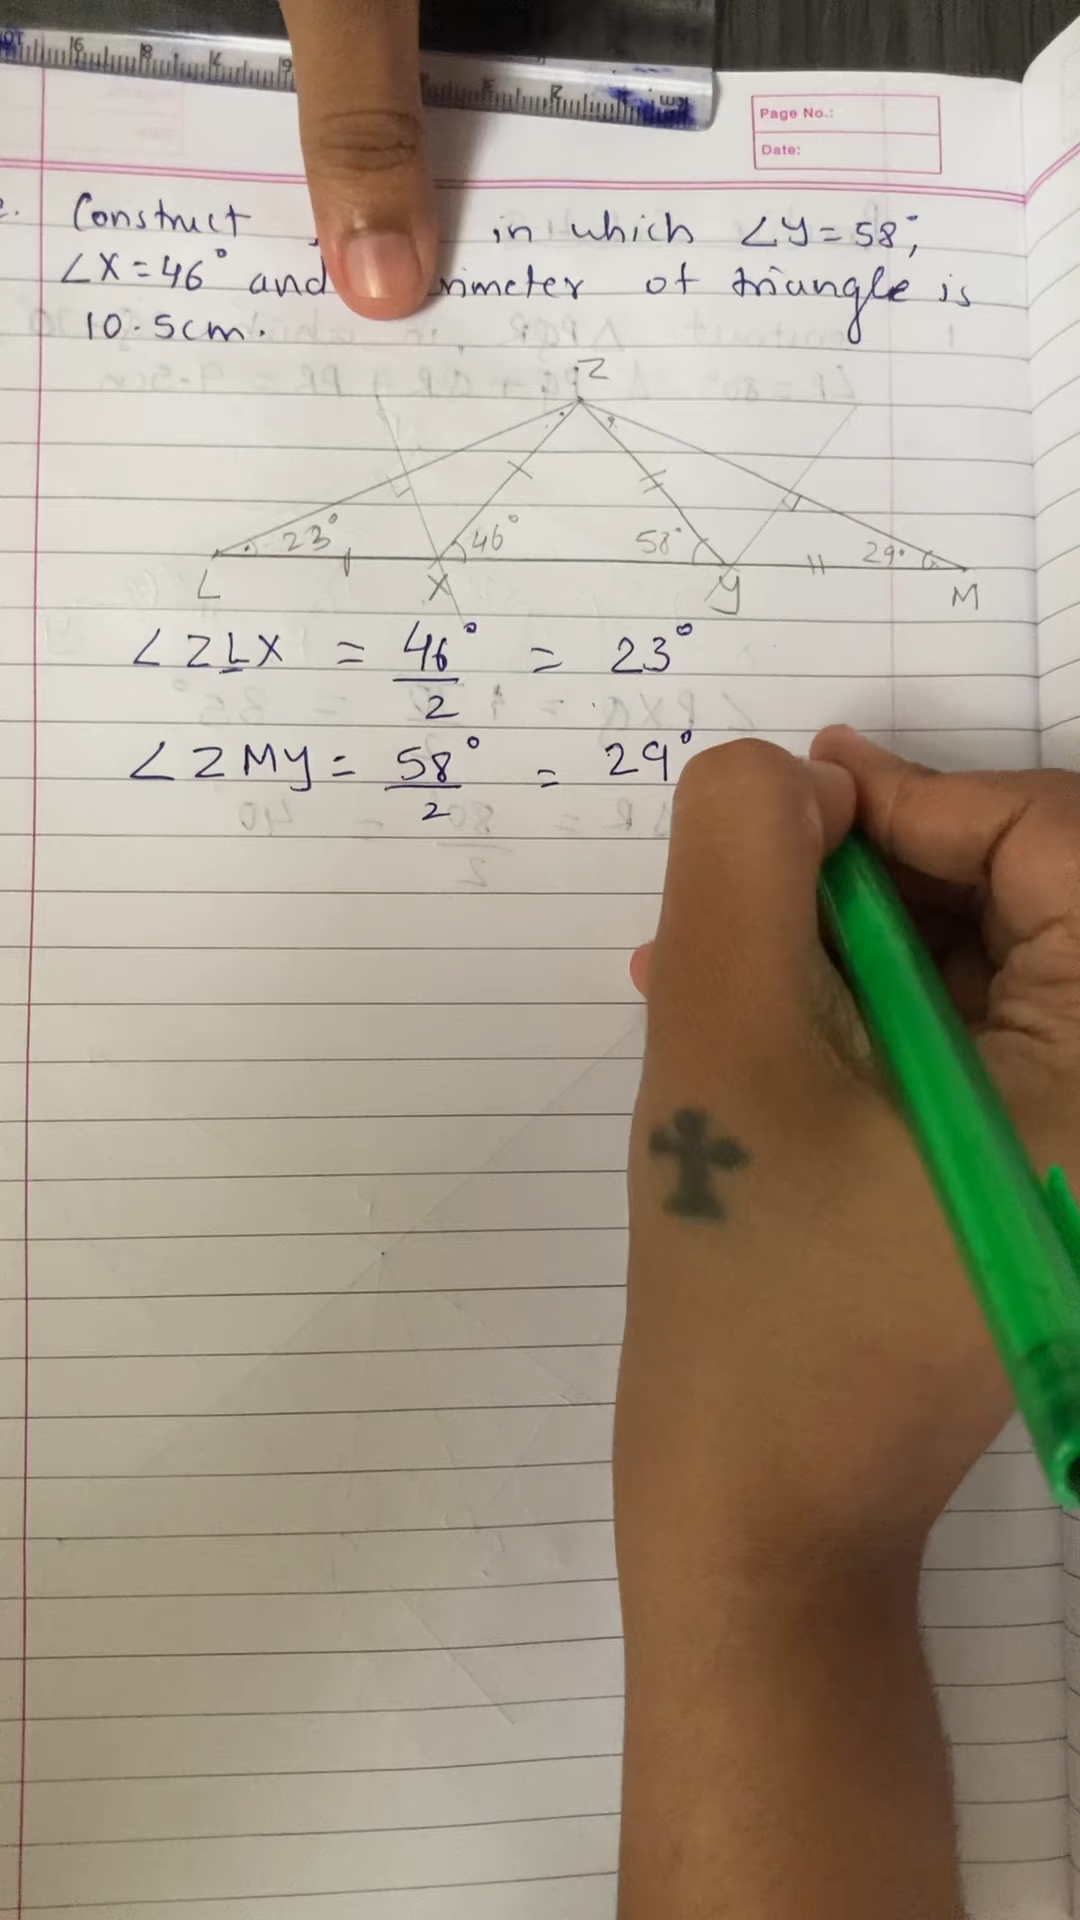 Page No.:
Date:
Construct in which ∠Y = 58°,
∠X = 46° and rimeter of triangle is
10.5cm.
Z
23° 46° 58° 29°
L X Y M
∠ZLX = 46°/2 = 23°
∠ZMY = 58°/2 = 29°